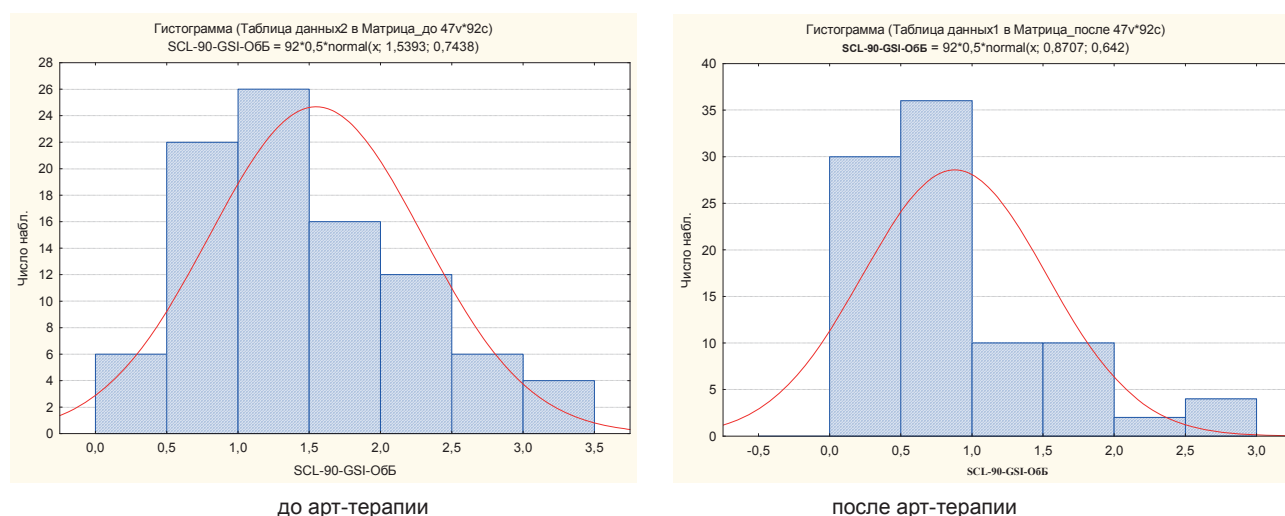 Гистограмма (Таблица данных2 в Матрица_до 47v*92c)
SCL-90-GSI-ОбБ = 92*0,5*normal(x; 1,5393; 0,7438)
28
26
24
22
20
18
16
14
12
10
8
6
4
2
0
Число набл.
0,0 0,5 1,0 1,5 2,0 2,5 3,0 3,5
SCL-90-GSI-ОбБ
до арт-терапии
Гистограмма (Таблица данных1 в Матрица_после 47v*92c)
SCL-90-GSI-ОбБ = 92*0,5*normal(x; 0,8707; 0,642)
40
35
30
25
20
15
10
5
0
Число набл.
-0,5 0,0 0,5 1,0 1,5 2,0 2,5 3,0
SCL-90-GSI-ОбБ
после арт-терапии